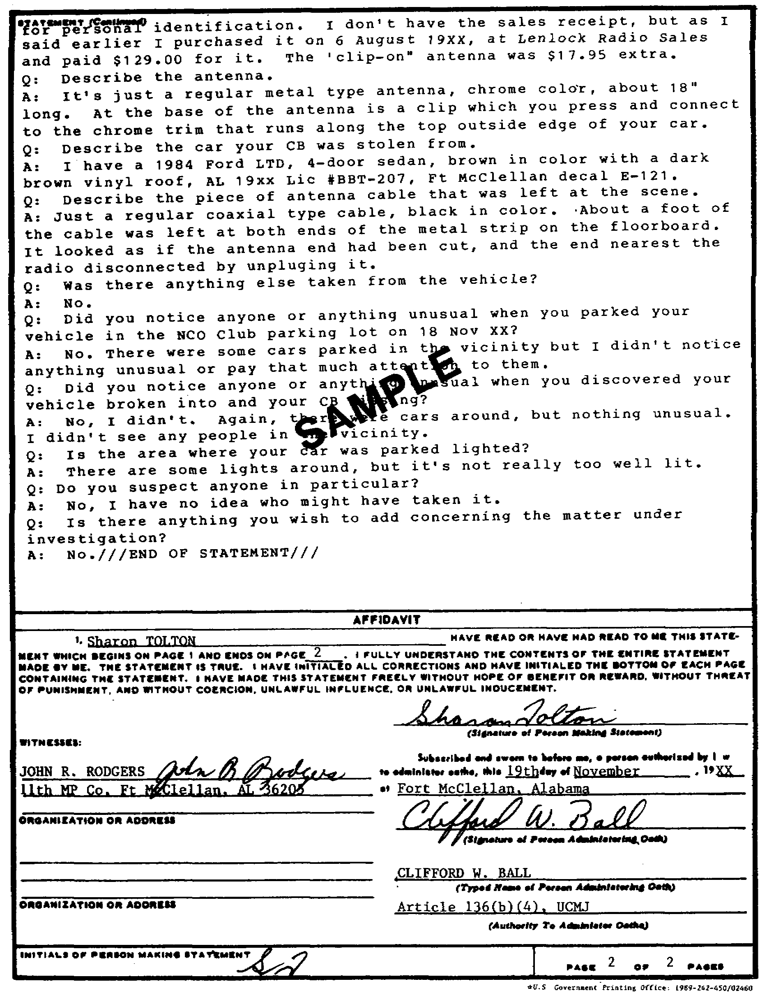 STATEMENT (Continued)
for personal identification. I don't have the sales receipt, but as I
said earlier I purchased it on 6 August 19XX, at Lenlock Radio Sales
and paid $129.00 for it. The 'clip-on" antenna was $17.95 extra.
Q: Describe the antenna.
A: It's just a regular metal type antenna, chrome color, about 18"
long. At the base of the antenna is a clip which you press and connect
to the chrome trim that runs along the top outside edge of your car.
Q: Describe the car your CB was stolen from.
A: I have a 1984 Ford LTD, 4-door sedan, brown in color with a dark
brown vinyl roof, AL 19xx Lic #BBT-207, Ft McClellan decal E-121.
Q: Describe the piece of antenna cable that was left at the scene.
A: Just a regular coaxial type cable, black in color. About a foot of
the cable was left at both ends of the metal strip on the floorboard.
It looked as if the antenna end had been cut, and the end nearest the
radio disconnected by unpluging it.
Q: Was there anything else taken from the vehicle?
A: No.
Q: Did you notice anyone or anything unusual when you parked your
vehicle in the NCO Club parking lot on 18 Nov XX?
A: No. There were some cars parked in the vicinity but I didn't notice
anything unusual or pay that much attention to them.
Q: Did you notice anyone or anything unusual when you discovered your
vehicle broken into and your CB missing?
A: No, I didn't. Again, there were cars around, but nothing unusual.
I didn't see any people in the vicinity.
SAMPLE
Q: Is the area where your car was parked lighted?
A: There are some lights around, but it's not really too well lit.
Q: Do you suspect anyone in particular?
A: No, I have no idea who might have taken it.
Q: Is there anything you wish to add concerning the matter under
investigation?
A: No.///END OF STATEMENT///
AFFIDAVIT
I, Sharon TOLTON HAVE READ OR HAVE HAD READ TO ME THIS STATE-
MENT WHICH BEGINS ON PAGE 1 AND ENDS ON PAGE 2. I FULLY UNDERSTAND THE CONTENTS OF THE ENTIRE STATEMENT
MADE BY ME. THE STATEMENT IS TRUE. I HAVE INITIALED ALL CORRECTIONS AND HAVE INITIALED THE BOTTOM OF EACH PAGE
CONTAINING THE STATEMENT. I HAVE MADE THIS STATEMENT FREELY WITHOUT HOPE OF BENEFIT OR REWARD, WITHOUT THREAT
OF PUNISHMENT, AND WITHOUT COERCION, UNLAWFUL INFLUENCE, OR UNLAWFUL INDUCEMENT.
Sharon Tolton
(Signature of Person Making Statement)
WITNESSES:
Subscribed and sworn to before me, a person authorized by l w
JOHN R. RODGERS John R Rodgers
to administer oaths, this 19th day of November, 19XX
11th MP Co, Ft McClellan, AL 36205
at Fort McClellan, Alabama
Clifford W. Ball
ORGANIZATION OR ADDRESS
(Signature of Person Administering Oath)
CLIFFORD W. BALL
(Typed Name of Person Administering Oath)
ORGANIZATION OR ADDRESS
Article 136(b)(4), UCMJ
(Authority To Administer Oaths)
INITIALS OF PERSON MAKING STATEMENT ST
PAGE 2 OF 2 PAGES
☆U.S Government Printing Office: 1989-262-450/02460